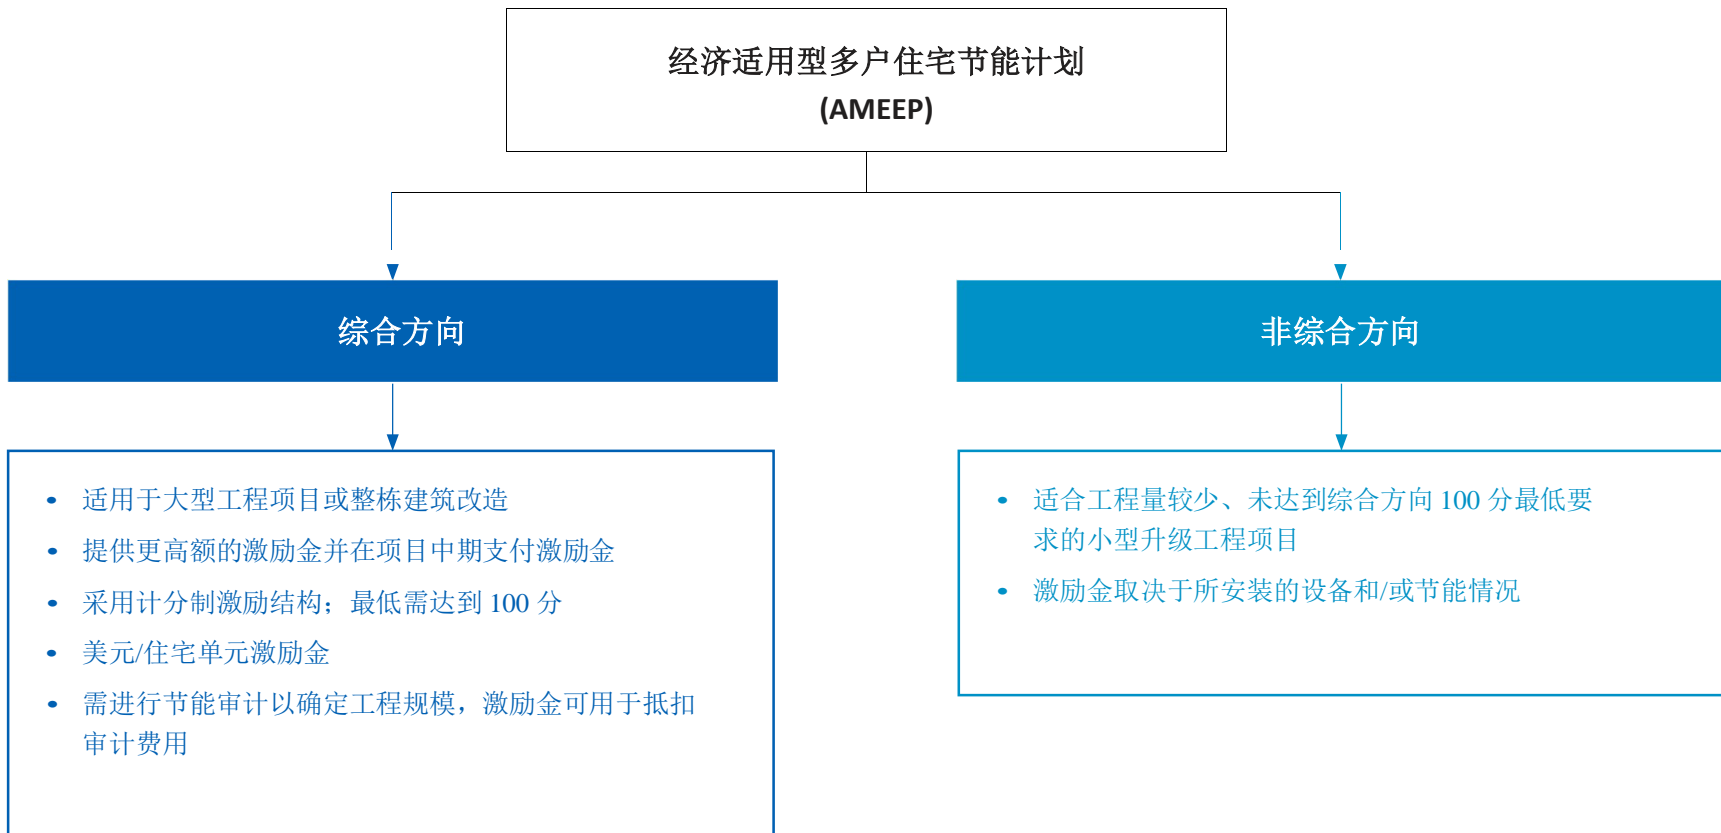 经济适用型多户住宅节能计划
(AMEEP)
综合方向
• 适用于大型工程项目或整栋建筑改造
• 提供更高额的激励金并在项目中期支付激励金
• 采用计分制激励结构；最低需达到 100 分
• 美元/住宅单元激励金
• 需进行节能审计以确定工程规模，激励金可用于抵扣
审计费用
非综合方向
• 适合工程量较少、未达到综合方向 100 分最低要
求的小型升级工程项目
• 激励金取决于所安装的设备和/或节能情况